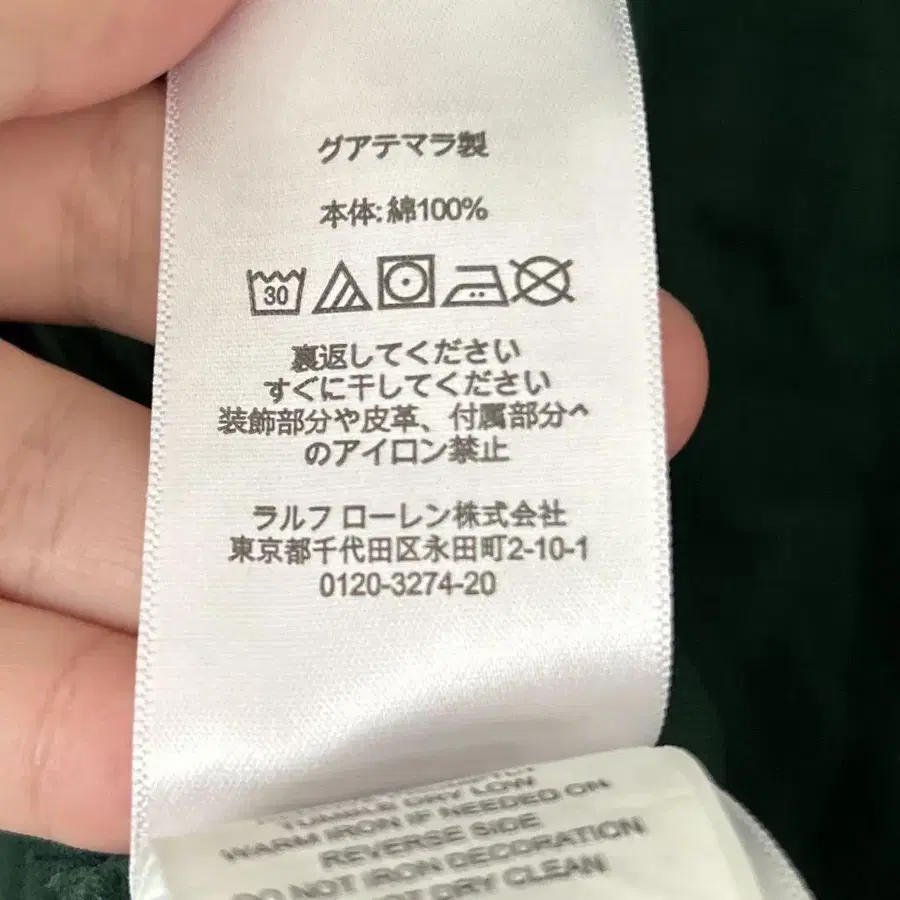 グアテマラ製
本体:綿100%
30
裏返してください
すぐに干してください
装飾部分や皮革、付属部分へ
のアイロン禁止
ラルフ ローレン株式会社
東京都千代田区永田町2-10-1
0120-3274-20
TUMBLE DRY LOW
WARM IRON IF NEEDED ON
REVERSE SIDE
DO NOT IRON DECORATION
NOT DRY CLEAN